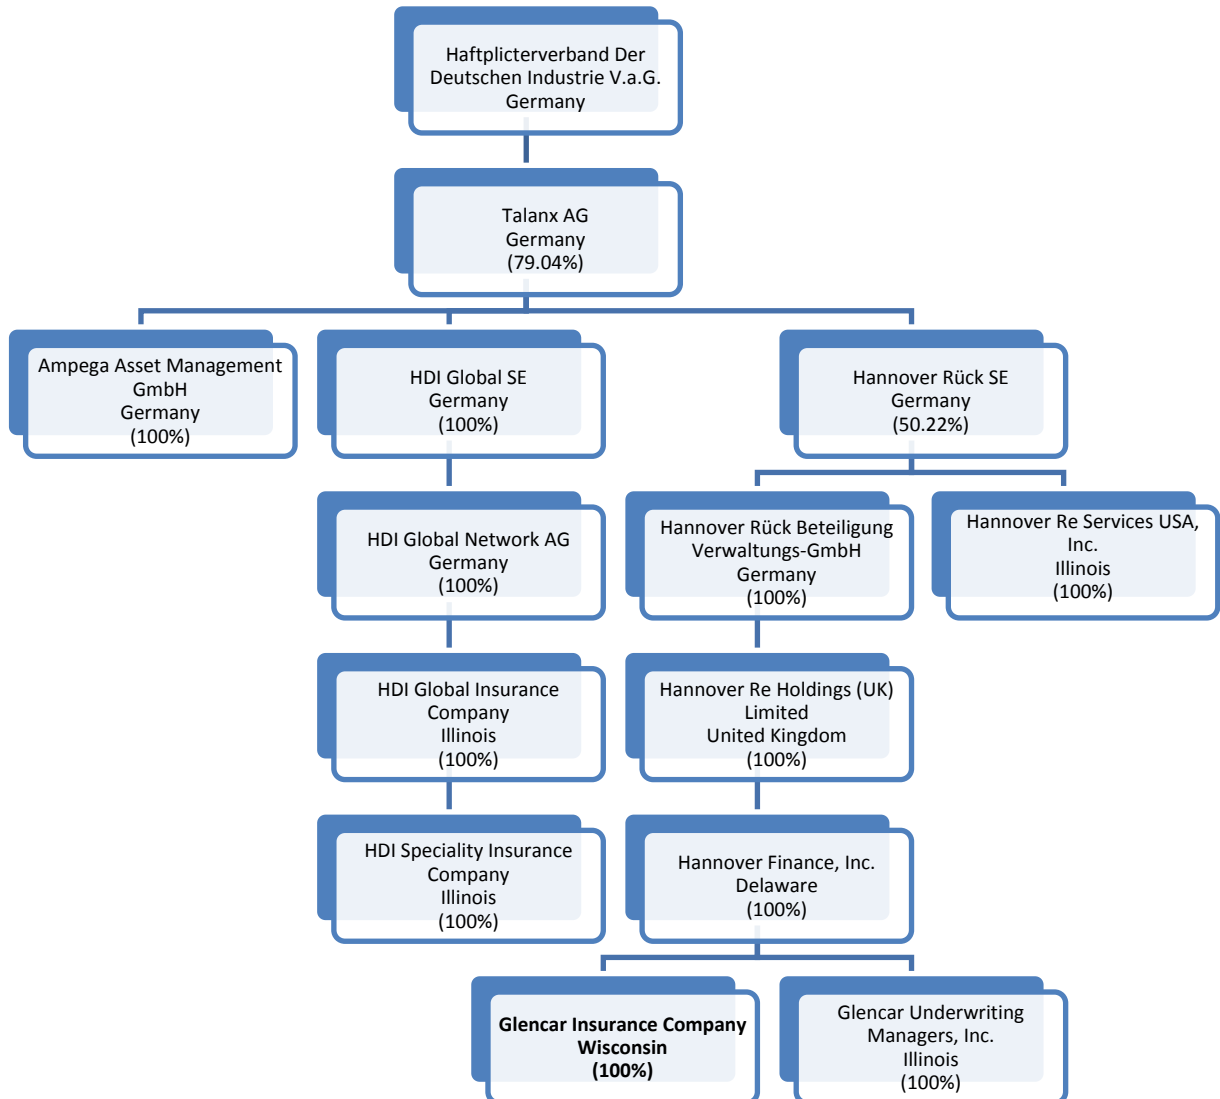 Haftplicterverband Der
Deutschen Industrie V.a.G.
Germany
Talanx AG
Germany
(79.04%)
Ampega Asset Management
GmbH
Germany
(100%)
HDI Global SE
Germany
(100%)
Hannover Rück SE
Germany
(50.22%)
HDI Global Network AG
Germany
(100%)
Hannover Rück Beteiligung
Verwaltungs-GmbH
Germany
(100%)
Hannover Re Services USA,
Inc.
Illinois
(100%)
HDI Global Insurance
Company
Illinois
(100%)
Hannover Re Holdings (UK)
Limited
United Kingdom
(100%)
HDI Speciality Insurance
Company
Illinois
(100%)
Hannover Finance, Inc.
Delaware
(100%)
Glencar Insurance Company
Wisconsin
(100%)
Glencar Underwriting
Managers, Inc.
Illinois
(100%)